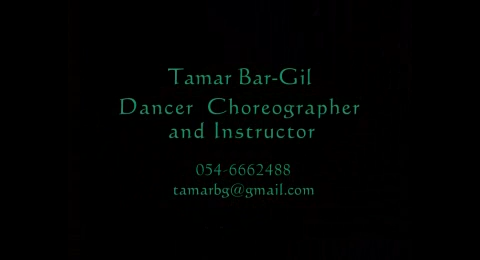 Tamar Bar-Gil
Dancer Choreographer
and Instructor
054-6662488
tamarbg@gmail.com